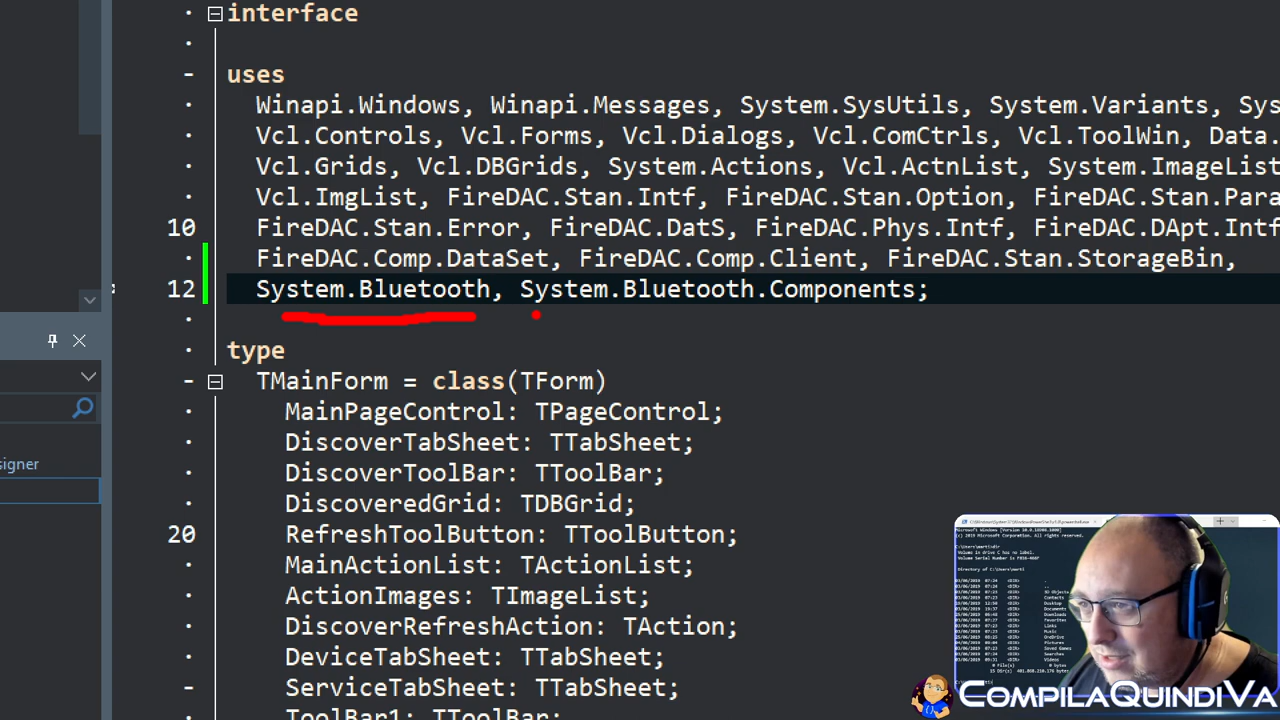 interface
uses
Winapi.Windows, Winapi.Messages, System.SysUtils, System.Variants, Sys
Vcl.Controls, Vcl.Forms, Vcl.Dialogs, Vcl.ComCtrls, Vcl.ToolWin, Data.
Vcl.Grids, Vcl.DBGrids, System.Actions, Vcl.ActnList, System.ImageList
Vcl.ImgList, FireDAC.Stan.Intf, FireDAC.Stan.Option, FireDAC.Stan.Para
10 FireDAC.Stan.Error, FireDAC.DatS, FireDAC.Phys.Intf, FireDAC.DApt.Intf
FireDAC.Comp.DataSet, FireDAC.Comp.Client, FireDAC.Stan.StorageBin,
12 System.Bluetooth, System.Bluetooth.Components;
type
TMainForm = class(TForm)
MainPageControl: TPageControl;
DiscoverTabSheet: TTabSheet;
DiscoverToolBar: TToolBar;
DiscoveredGrid: TDBGrid;
20 RefreshToolButton: TToolButton;
MainActionList: TActionList;
ActionImages: TImageList;
DiscoverRefreshAction: TAction;
DeviceTabSheet: TTabSheet;
ServiceTabSheet: TTabSheet;
ToolBar1: TToolBar;
signer
COMPILAQUINDIVA